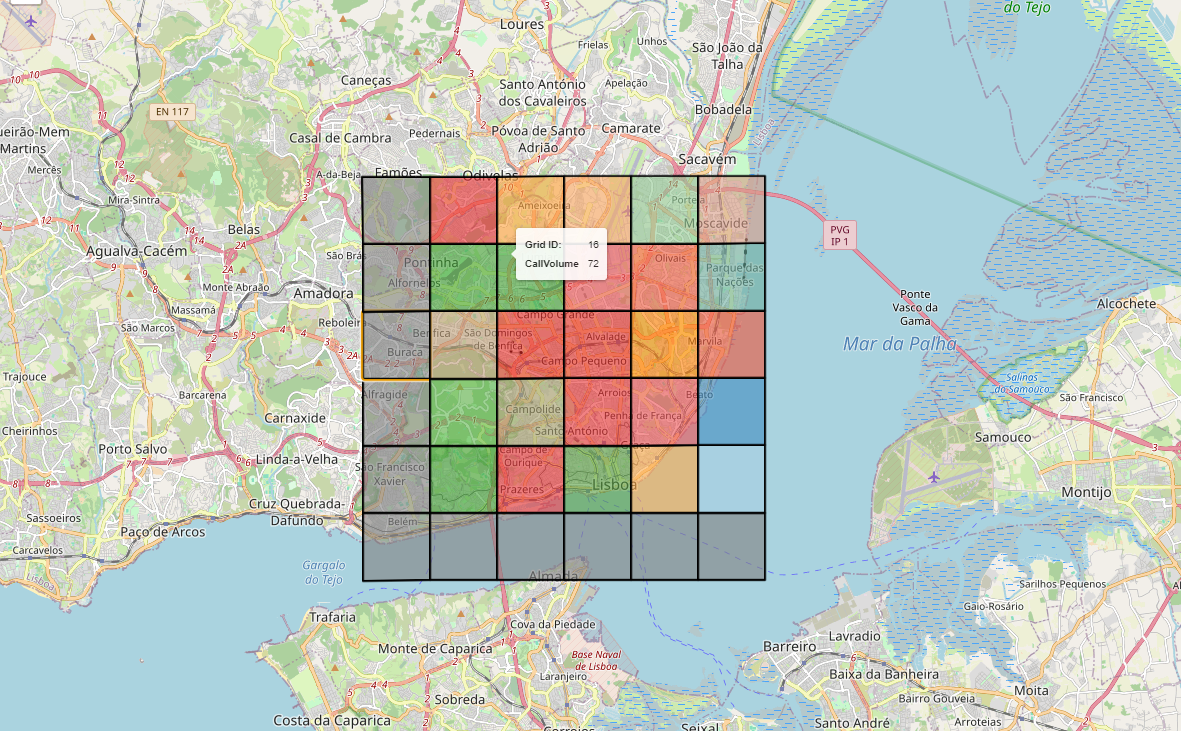 do Tejo
Loures
Frielas
Unhos
São João da
Talha
Caneças
Santo António
dos Cavaleiros
Apelação
EN 117
Bobadela
ueirão-Mem
Martins
Casal de Cambra
Pedernais
Póvoa de Santo
Adrião
Camarate
Lisboa
Mercês
A-da-Beja
Famões
Odivelas
Sacavém
Mira-Sintra
Ameixoeira
Portela
Moscavide
Belas
PVG
IP 1
Agualva-Cacém
São Brás
Pontinha
Grid ID: 16
CallVolume 72
Olivais
Parque das
Nações
Alfornelos
Monte Abraão
Amadora
Ponte
Vasco da
Gama
Alcochete
Massamá
São Marcos
Reboleir
Campo Grande
Benfica
São Domingos
de Benfica
Alvalade
Marvila
Mar da Palha
Buraca
Campo Pequeno
Trajouce
Barcarena
Salinas
do Samouco
São Francisco
Alfragide
Arroios
Beato
Carnaxide
Campolide
Penha de França
Cheirinhos
Santo António
Graça
Samouco
Porto Salvo
Linda-a-Velha
São Francisco
Xavier
Campo de
Ourique
Prazeres
Lisboa
Montijo
Cruz Quebrada-
Dafundo
Sassoeiros
Paço de Arcos
Belém
Carcavelos
Lisboa
Gargalo
do Tejo
Almada
Sarilhos Pequenos
Trafaria
Cova da Piedade
Gaio-Rosário
Lavradio
Monte de Caparica
Base Naval
de Lisboa
Barreiro
Laranjeiro
Baixa da Banheira
Sobreda
Moita
Bairro Gouveia
Costa da Caparica
Seixal
Santo André
Arroteias